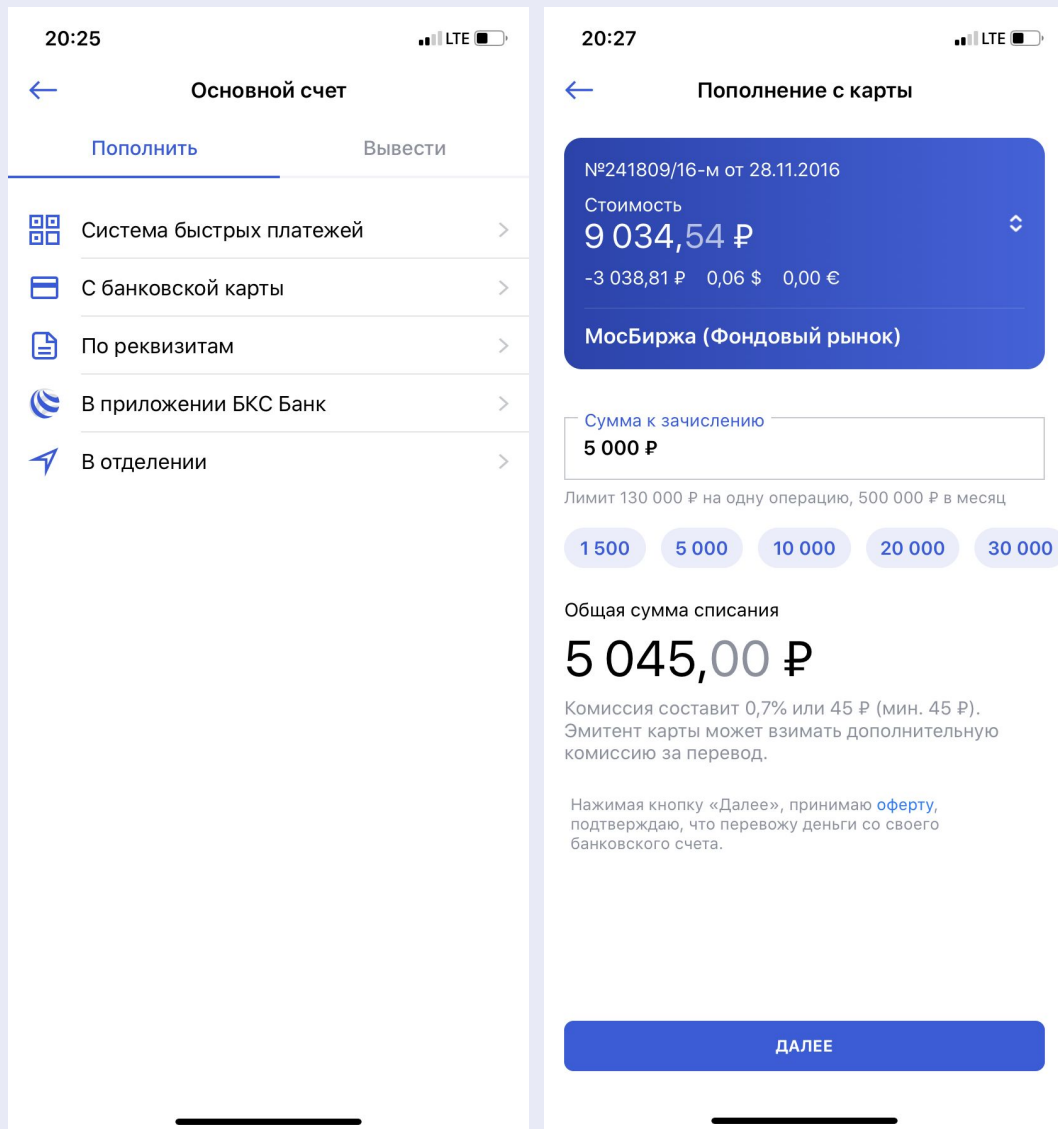 20:25
LTE
Основной счет
Пополнить
Вывести
Система быстрых платежей
С банковской карты
По реквизитам
В приложении БКС Банк
В отделении
20:27
LTE
Пополнение с карты
№241809/16-м от 28.11.2016
Стоимость
9 034,54 ₽
-3 038,81 ₽ 0,06 $ 0,00 €
МосБиржа (Фондовый рынок)
Сумма к зачислению
5 000 ₽
Лимит 130 000 ₽ на одну операцию, 500 000 ₽ в месяц
1 500 5 000 10 000 20 000 30 000
Общая сумма списания
5 045,00 ₽
Комиссия составит 0,7% или 45 ₽ (мин. 45 ₽).
Эмитент карты может взимать дополнительную
комиссию за перевод.
Нажимая кнопку «Далее», принимаю оферту,
подтверждаю, что перевожу деньги со своего
банковского счета.
ДАЛЕЕ